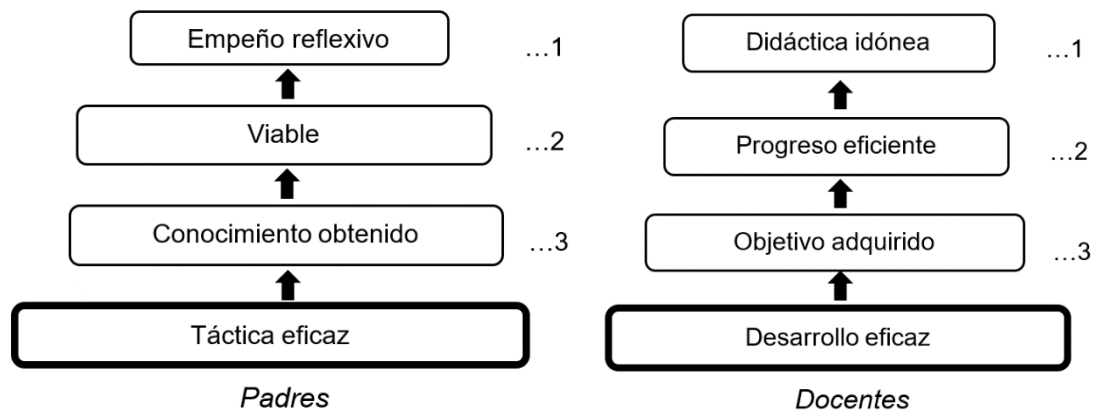 Empeño reflexivo
…1
Viable
…2
Conocimiento obtenido
…3
Táctica eficaz
Padres
Didáctica idónea
…1
Progreso eficiente
…2
Objetivo adquirido
…3
Desarrollo eficaz
Docentes